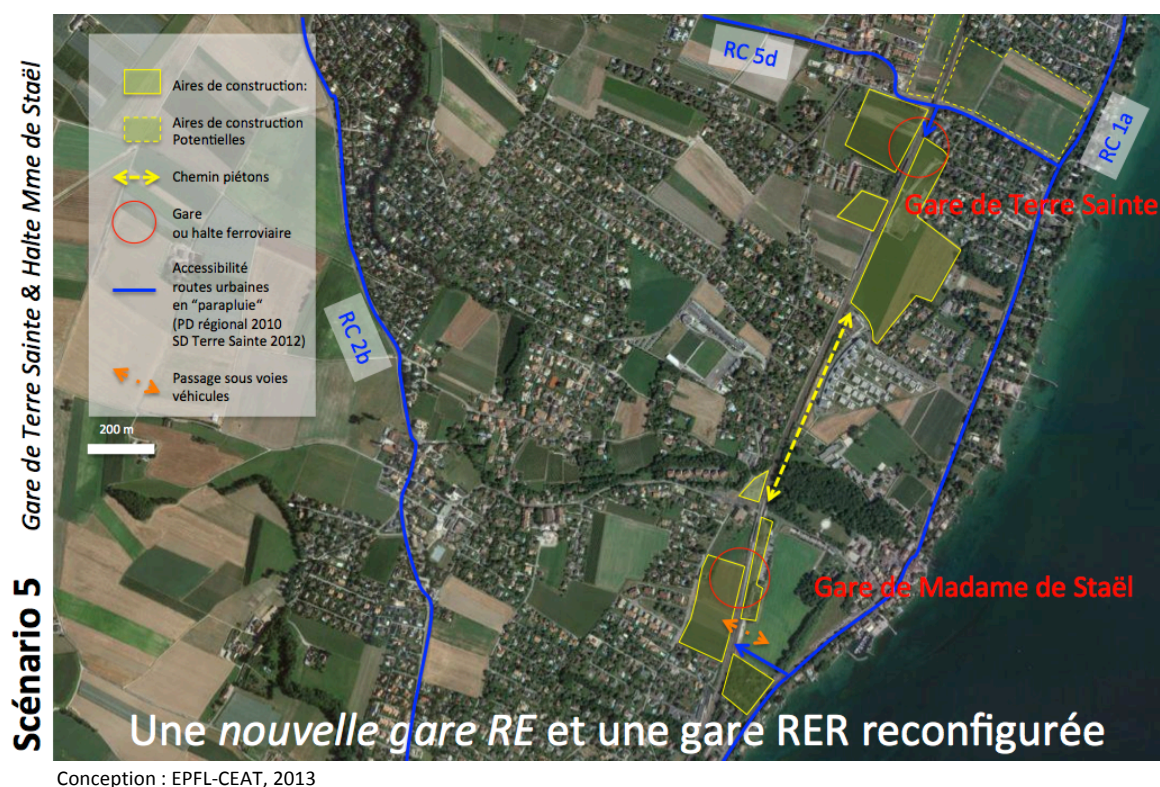 Gare de Terre Sainte & Halte Mme de Staël
Scénario 5
Aires de construction:
Aires de construction
Potentielles
Chemin piétons
Gare
ou halte ferroviaire
Accessibilité
routes urbaines
en "parapluie"
(PD régional 2010
SD Terre Sainte 2012)
Passage sous voies
véhicules
200 m
RC 5d
RC 1a
RC 2b
Gare de Terre Sainte
Gare de Madame de Staël
Une nouvelle gare RE et une gare RER reconfigurée
Conception : EPFL-CEAT, 2013